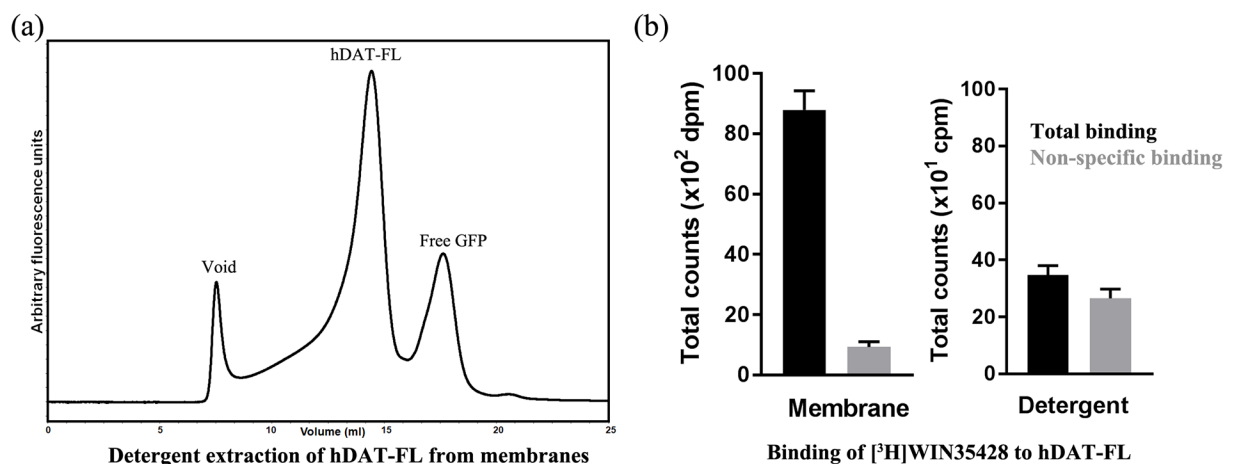 (a)
hDAT-FL
Void
Free GFP
Arbitrary fluorescence units
0 5 10 15 20 25
Volume (ml)
Detergent extraction of hDAT-FL from membranes
(b)
Total counts (x10² dpm)
100
80
60
40
20
0
Membrane
Total counts (x10¹ cpm)
100
80
60
40
20
0
Total binding
Non-specific binding
Detergent
Binding of [³H]WIN35428 to hDAT-FL